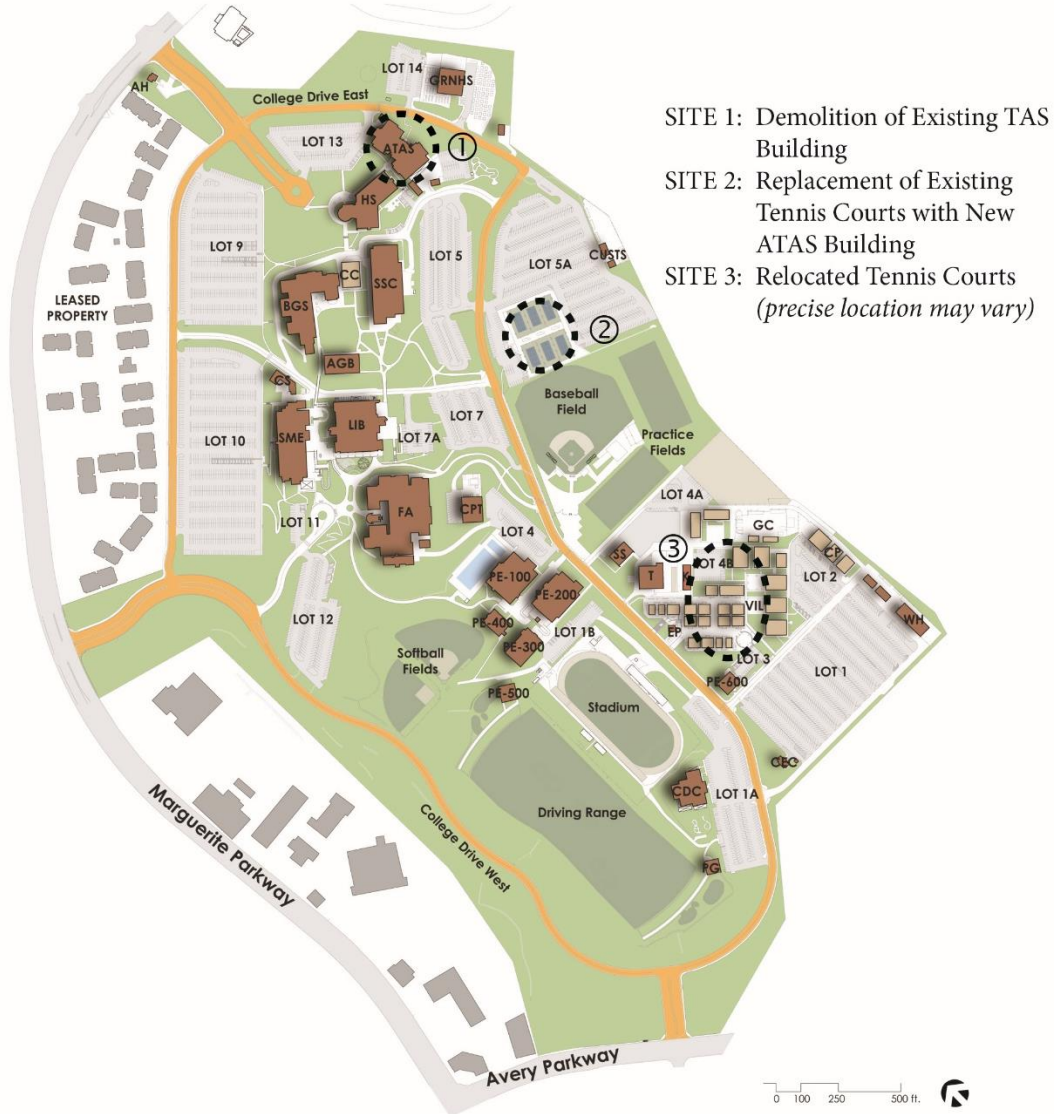 AH
College Drive East
LOT 14
GRNHS
LOT 13
ATAS
①
HS
LOT 9
LOT 5
LOT 5A
CUSTS
CC
SSC
BGS
LEASED
PROPERTY
②
AGB
CS
Baseball
Field
LOT 7
LIB
LOT 7A
SME
LOT 10
Practice
Fields
LOT 4A
GC
FA
CPT
LOT 11
LOT 4
SS
③
T
LOT 4B
CP
LOT 2
PE-100
PE-200
VIL
WH
LOT 12
PE-400
LOT 1B
EP
PE-300
LOT 3
Softball
Fields
PE-600
LOT 1
PE-500
Stadium
CEC
CDC
LOT 1A
Driving Range
College Drive West
Marguerite Parkway
PG
Avery Parkway
SITE 1: Demolition of Existing TAS
Building
SITE 2: Replacement of Existing
Tennis Courts with New
ATAS Building
SITE 3: Relocated Tennis Courts
(precise location may vary)
0 100 250 500 ft.